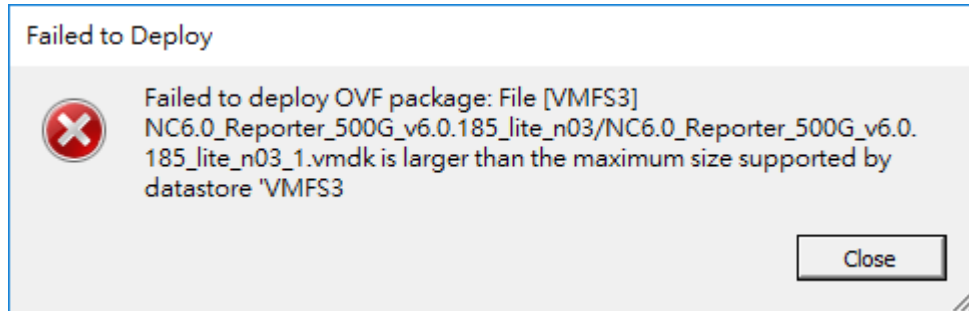 Failed to Deploy
Failed to deploy OVF package: File [VMFS3]
NC6.0_Reporter_500G_v6.0.185_lite_n03/NC6.0_Reporter_500G_v6.0.
185_lite_n03_1.vmdk is larger than the maximum size supported by
datastore 'VMFS3
Close